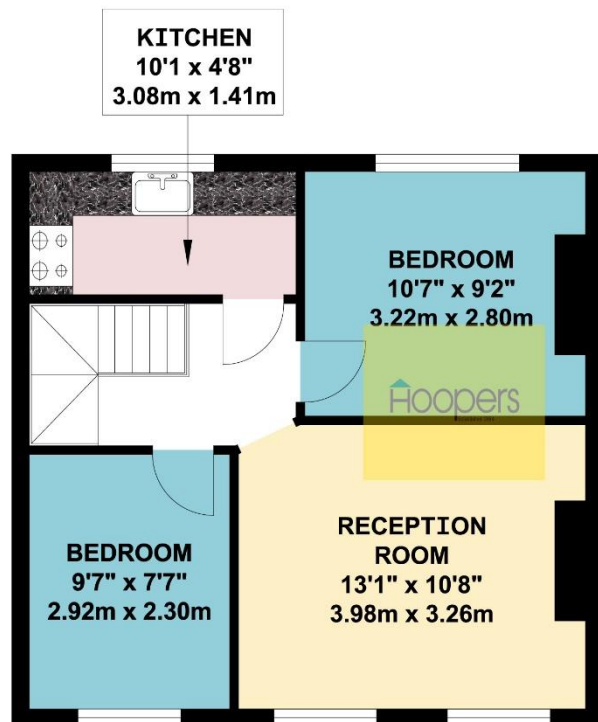 KITCHEN
10'1 x 4'8"
3.08m x 1.41m
BEDROOM
10'7" x 9'2"
3.22m x 2.80m
Hoopers
BEDROOM
9'7" x 7'7"
2.92m x 2.30m
RECEPTION
ROOM
13'1" x 10'8"
3.98m x 3.26m